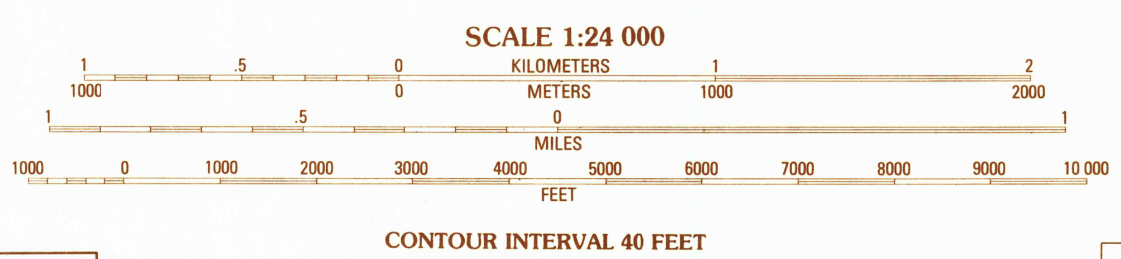 SCALE 1:24 000
1 .5 0 KILOMETERS 1 2
1000 0 METERS 1000 2000
1 .5 0 1
MILES
1000 0 1000 2000 3000 4000 5000 6000 7000 8000 9000 10 000
FEET
CONTOUR INTERVAL 40 FEET